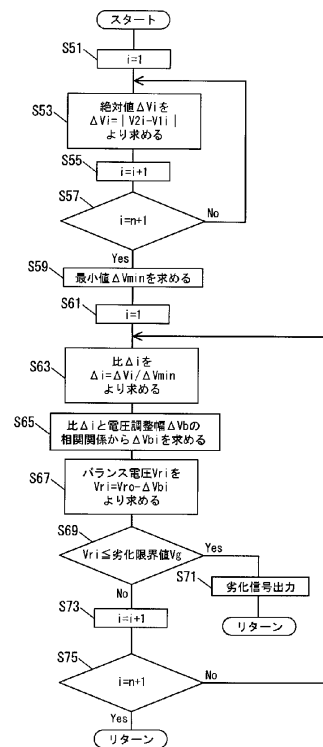 スタート
S51
i=1
S53
絶対値ΔViを
ΔVi=|V2i-V1i|
より求める
S55
i=i+1
S57
i=n+1
No
Yes
S59
最小値ΔVminを求める
S61
i=1
S63
比Δiを
Δi=ΔVi/ΔVmin
より求める
S65
比Δiと電圧調整幅ΔVbの
相関関係からΔVbiを求める
S67
バランス電圧Vriを
Vri=Vro-ΔVbi
より求める
S69
Vri≦劣化限界値Vg
Yes
S71
劣化信号出力
No
リターン
S73
i=i+1
S75
i=n+1
No
Yes
リターン